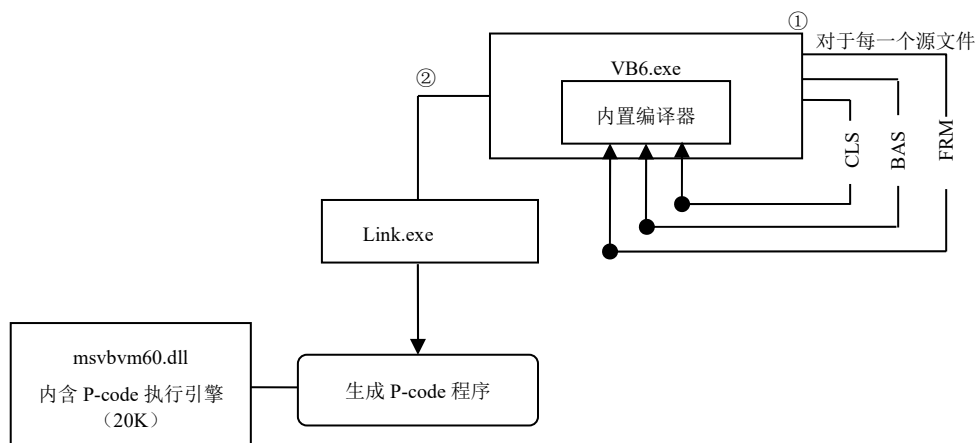 ①
对于每一个源文件
VB6.exe
②
内置编译器
CLS
BAS
FRM
Link.exe
msvbvm60.dll
内含 P-code 执行引擎
（20K）
生成 P-code 程序